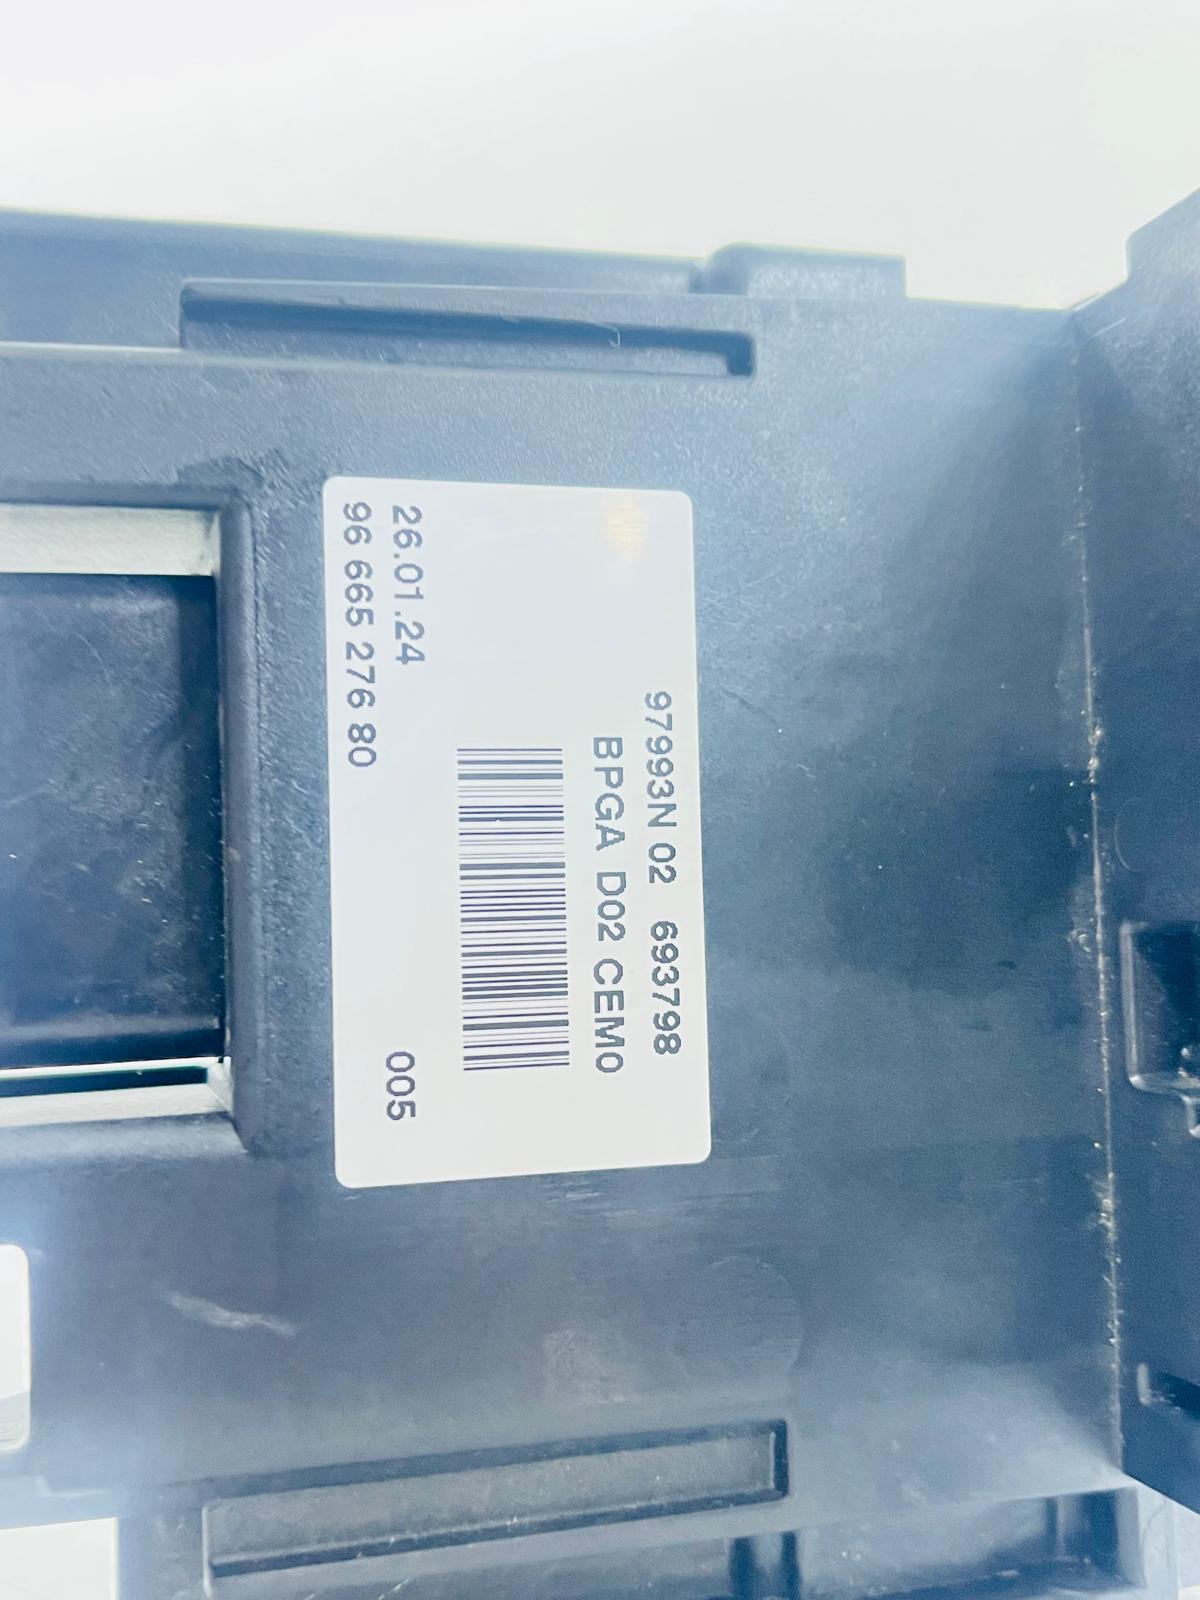 97993N 02 693798
BPGA D02 CEM0
26.01.24 005
96 665 276 80